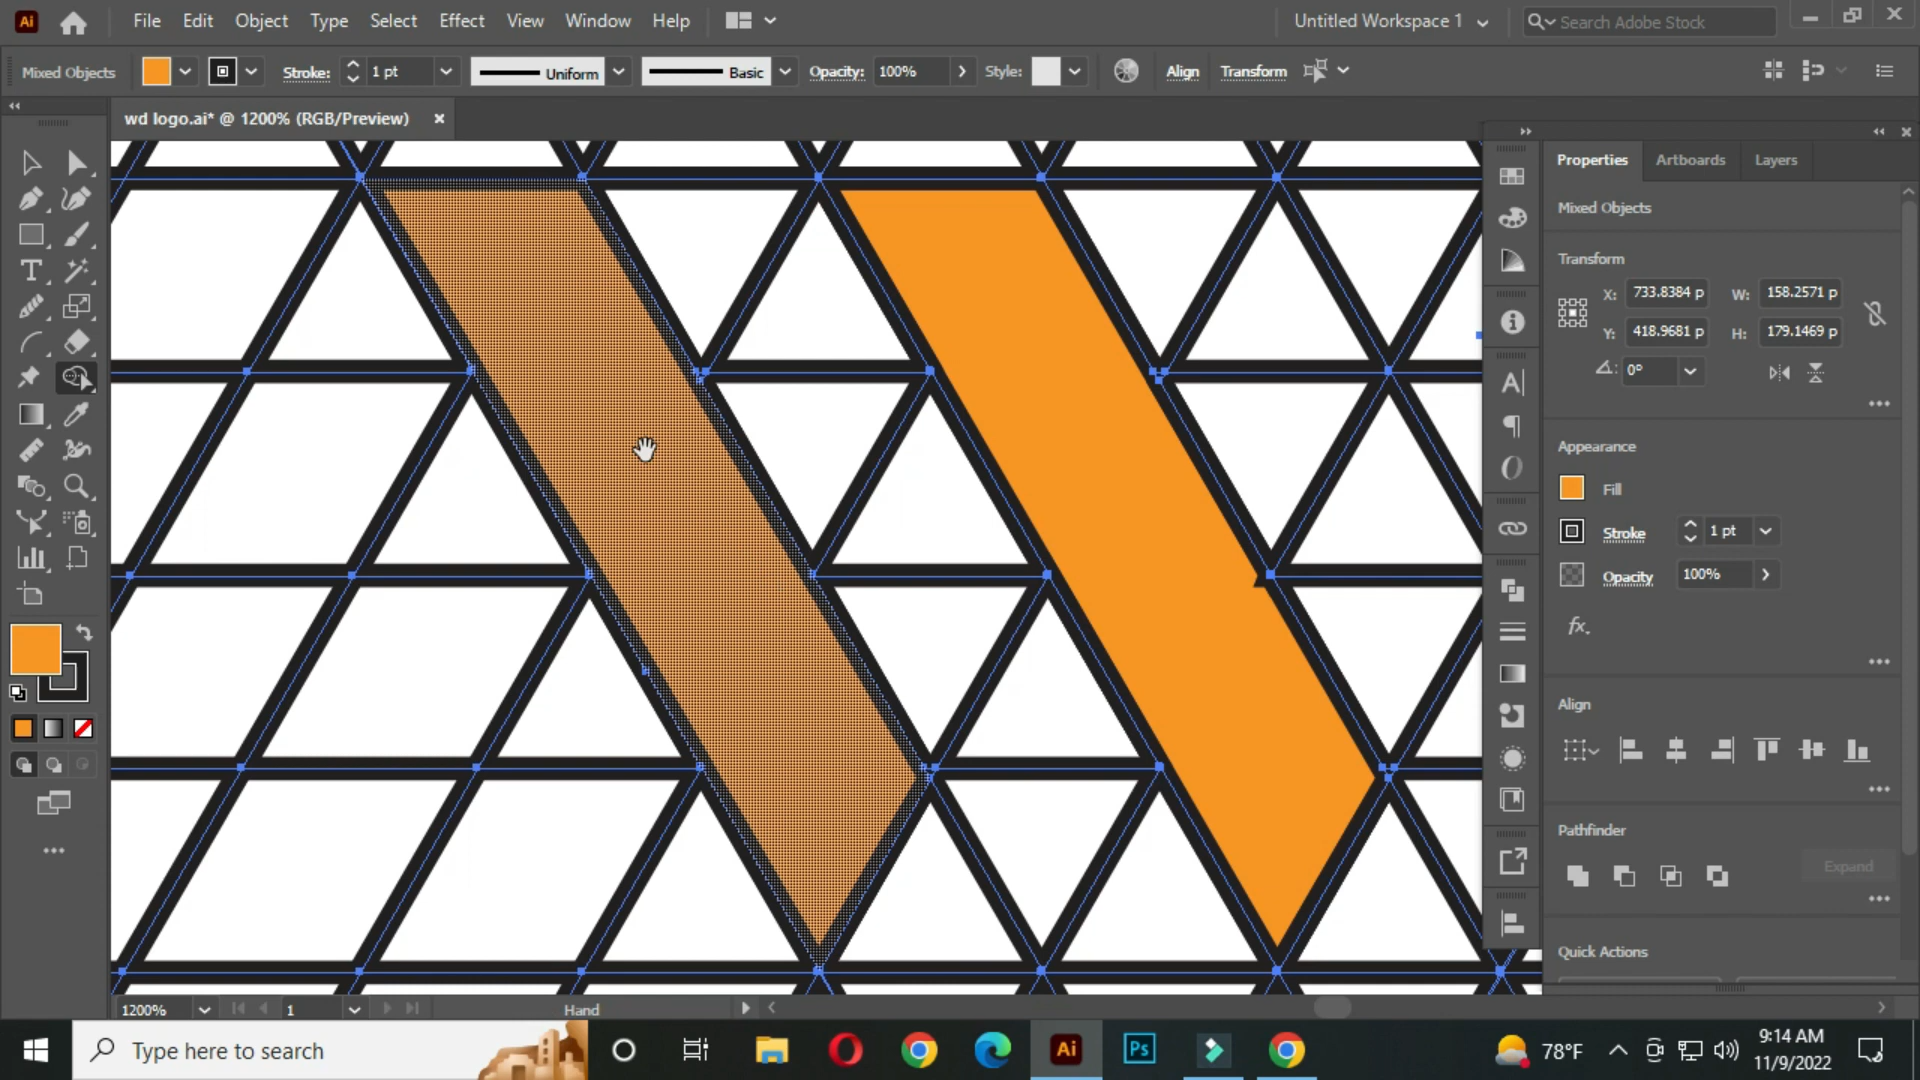 Ai File Edit Object Type Select Effect View Window Help Untitled Workspace 1 Search Adobe Stock
Mixed Objects Stroke: 1 pt Uniform Basic Opacity: 100% Style: Align Transform
wd logo.ai* @ 1200% (RGB/Preview)
Properties Artboards Layers
Mixed Objects
Transform
X: 733.8384 p W: 158.2571 p
Y: 418.9681 p H: 179.1469 p
0°
Appearance
Fill
Stroke 1 pt
Opacity 100%
fx.
Align
Pathfinder
Expand
Quick Actions
1200% 1 Hand
Type here to search
Ai Ps
78°F
9:14 AM
11/9/2022